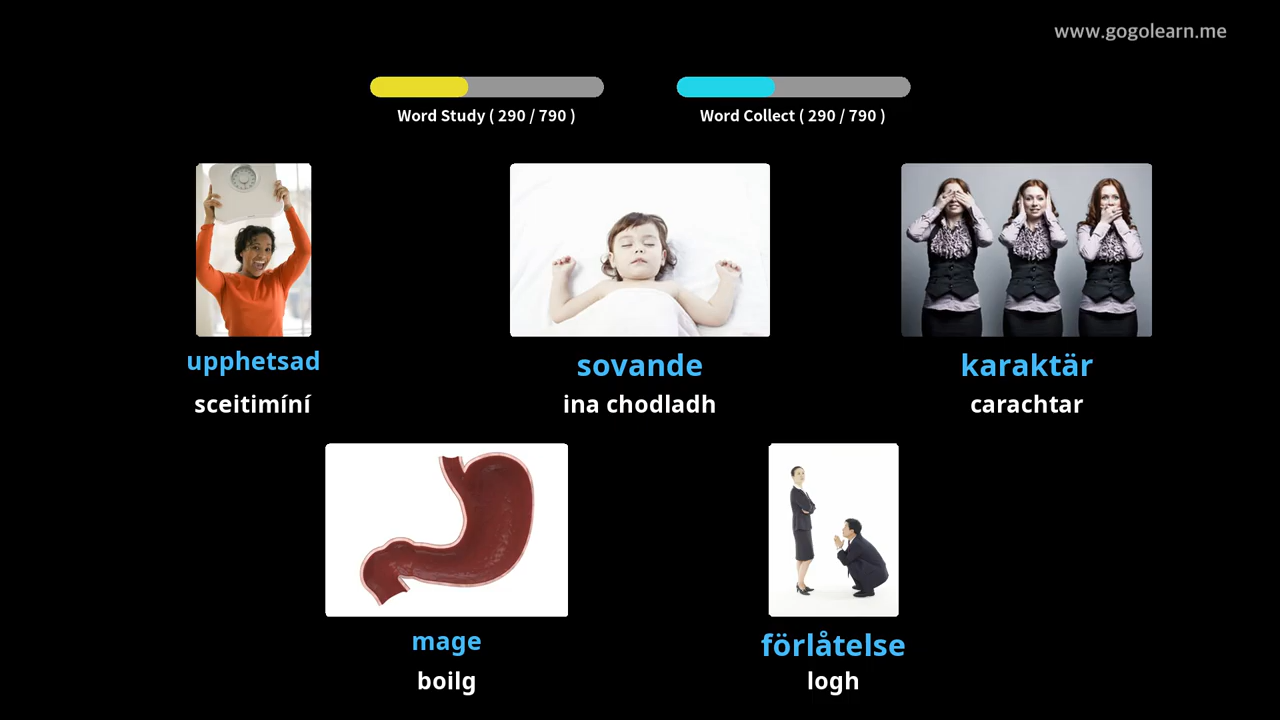 www.gogolearn.me
Word Study ( 290 / 790 )
Word Collect ( 290 / 790 )
upphetsad
sceitimíní
sovande
ina chodladh
karaktär
carachtar
mage
boilg
förlåtelse
logh